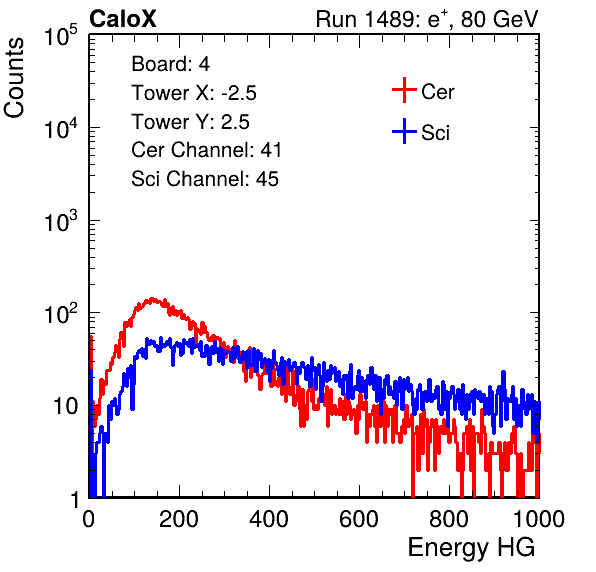 CaloX Run 1489: e⁺, 80 GeV
Counts
Board: 4
Tower X: -2.5
Tower Y: 2.5
Cer Channel: 41
Sci Channel: 45
Cer
Sci
10⁵
10⁴
10³
10²
10
1
0 200 400 600 800 1000
Energy HG